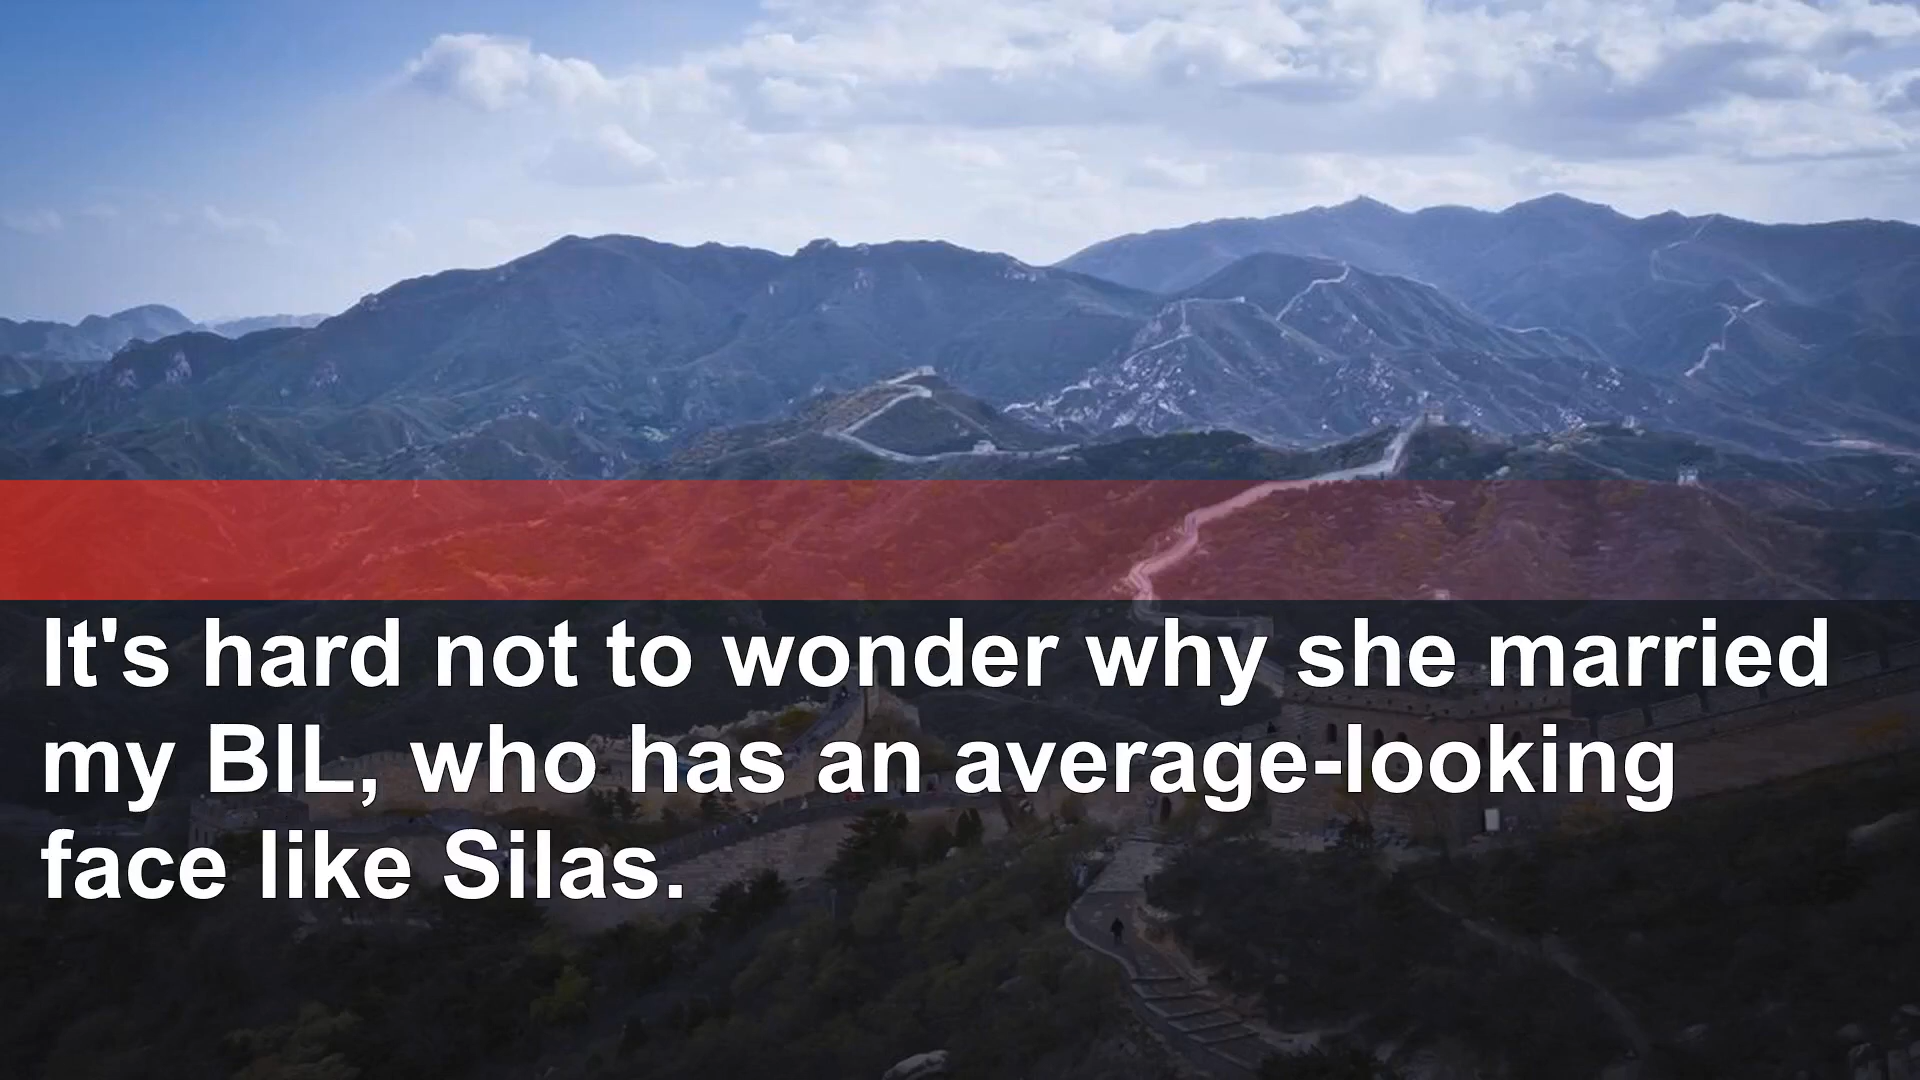 It's hard not to wonder why she married
my BIL, who has an average-looking
face like Silas.